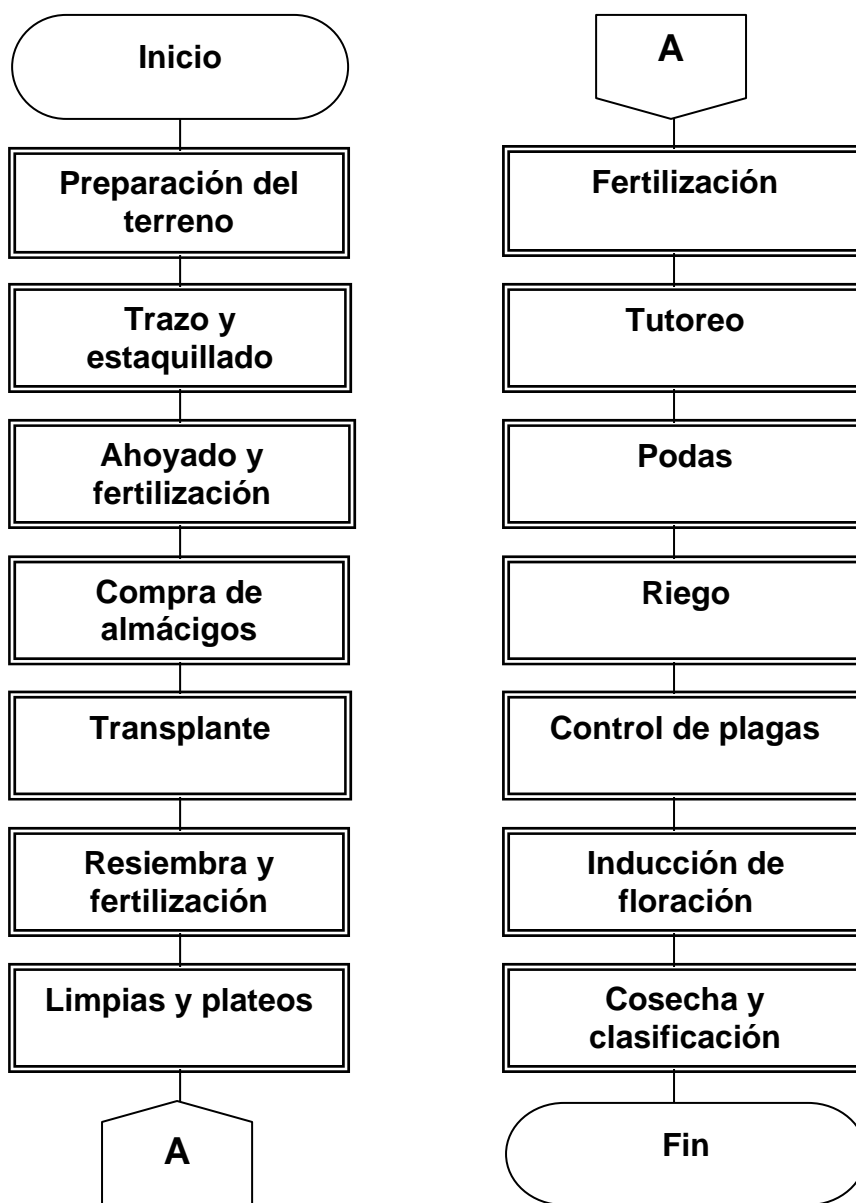 Inicio
Preparación del
terreno
Trazo y
estaquillado
Ahoyado y
fertilización
Compra de
almácigos
Transplante
Resiembra y
fertilización
Limpias y plateos
A
A
Fertilización
Tutoreo
Podas
Riego
Control de plagas
Inducción de
floración
Cosecha y
clasificación
Fin